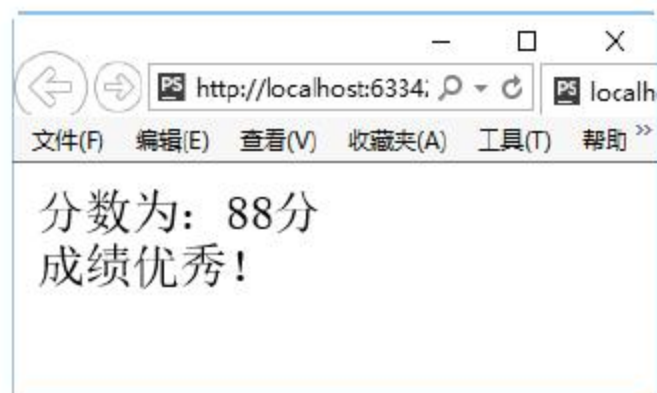 http://localhost:6334
localh
文件(F) 编辑(E) 查看(V) 收藏夹(A) 工具(T) 帮助
分数为：88分
成绩优秀！